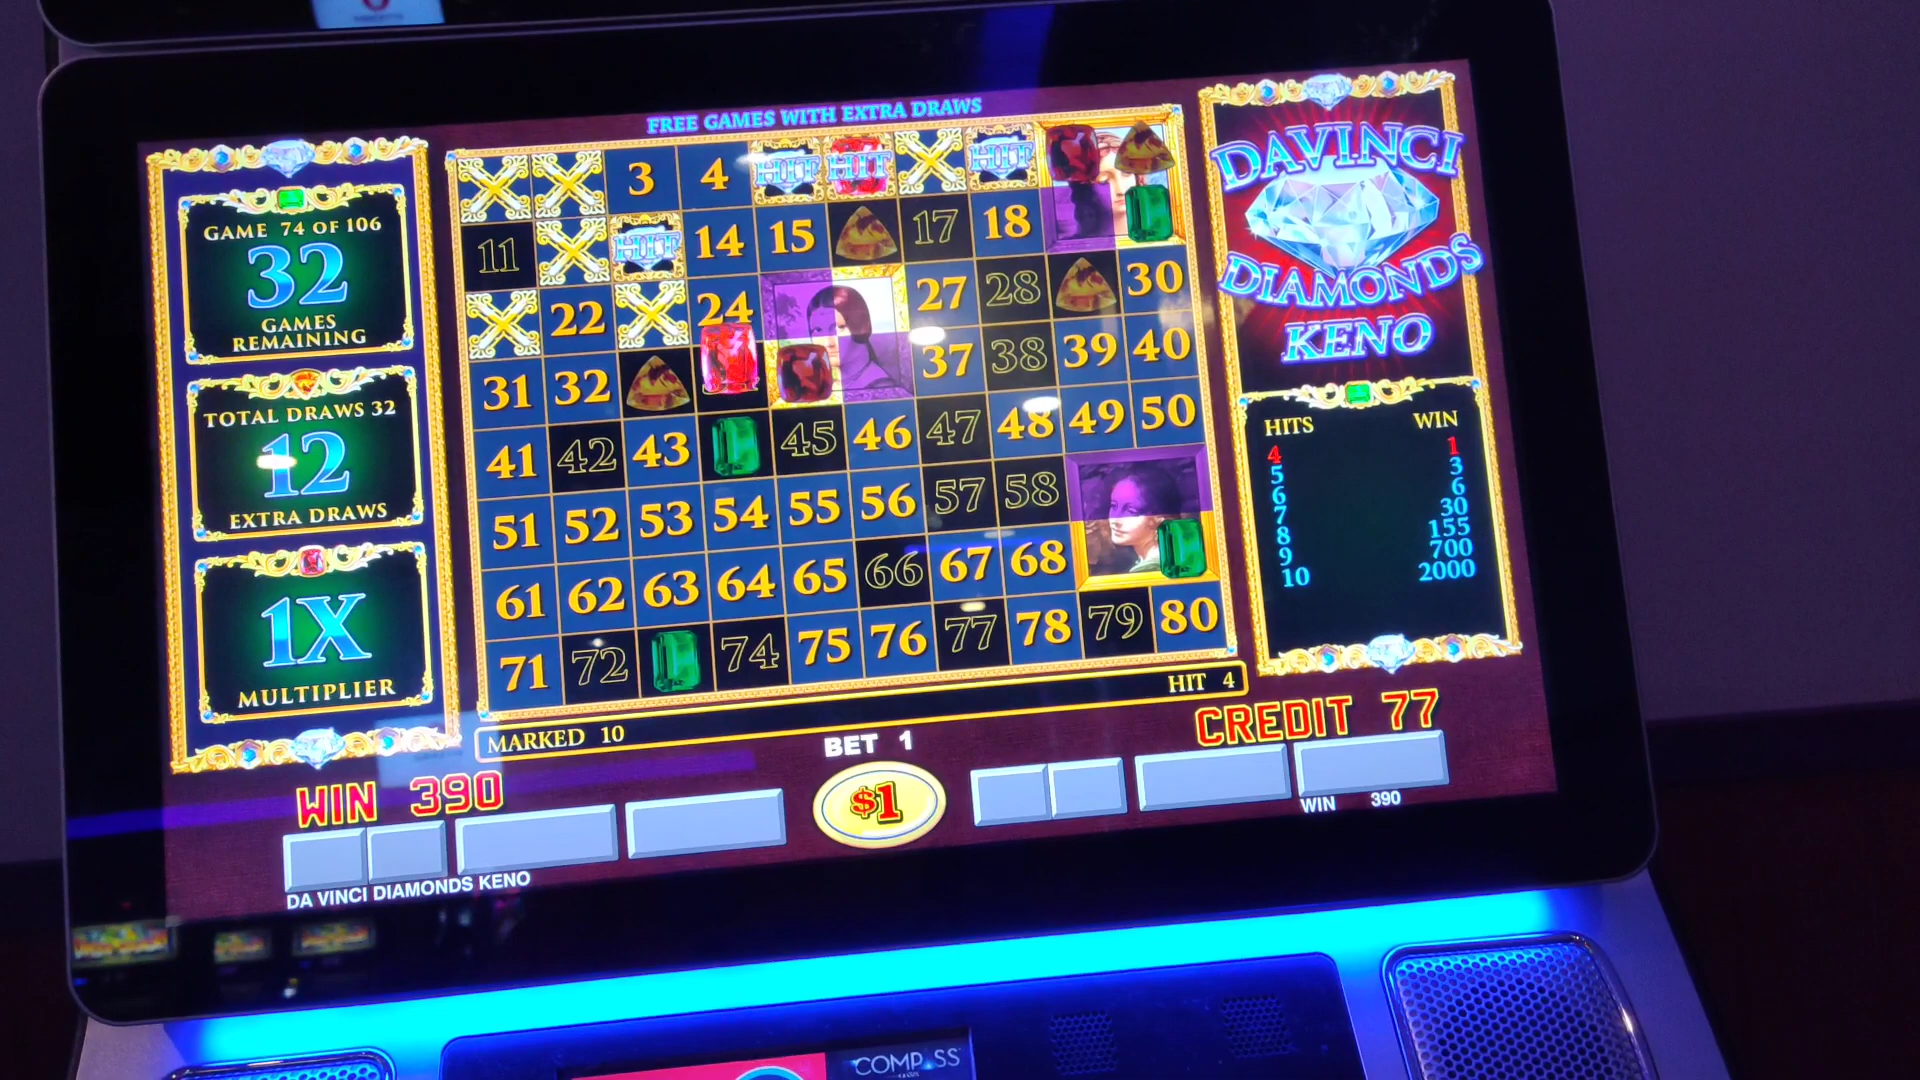 FREE GAMES WITH EXTRA DRAWS
GAME 74 OF 106
32
GAMES
REMAINING
TOTAL DRAWS 32
12
EXTRA DRAWS
1X
MULTIPLIER
3 4 HIT HIT HIT
11 HIT 14 15 17 18
22 24 27 28 30
31 32 37 38 39 40
41 42 43 45 46 47 48 49 50
51 52 53 54 55 56 57 58
61 62 63 64 65 66 67 68
71 72 74 75 76 77 78 79 80
MARKED 10
HIT 4
DAVINCI
DIAMONDS
KENO
HITS WIN
4 1
5 3
6 6
7 30
8 155
9 700
10 2000
WIN 390
BET 1
$1
CREDIT 77
WIN 390
DA VINCI DIAMONDS KENO